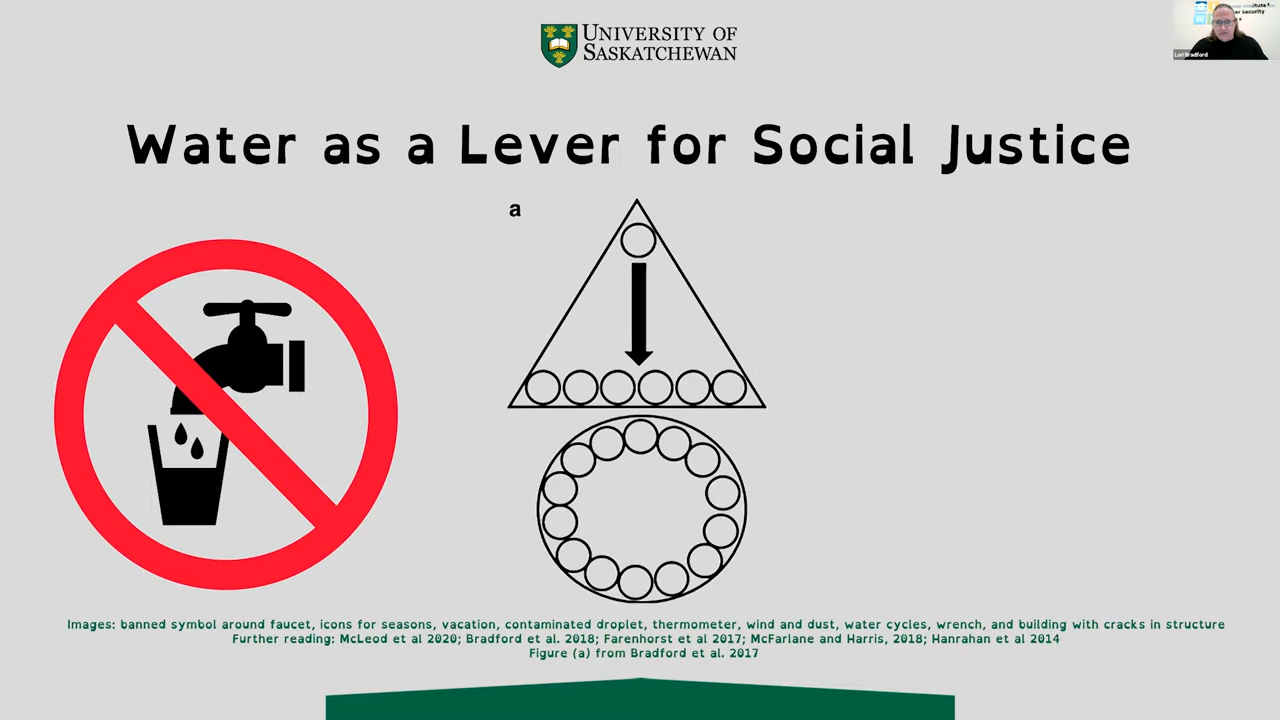 UNIVERSITY OF
SASKATCHEWAN
Lori Bradford
Water as a Lever for Social Justice
a
Images: banned symbol around faucet, icons for seasons, vacation, contaminated droplet, thermometer, wind and dust, water cycles, wrench, and building with cracks in structure
Further reading: McLeod et al 2020; Bradford et al. 2018; Farenhorst et al 2017; McFarlane and Harris, 2018; Hanrahan et al 2014
Figure (a) from Bradford et al. 2017